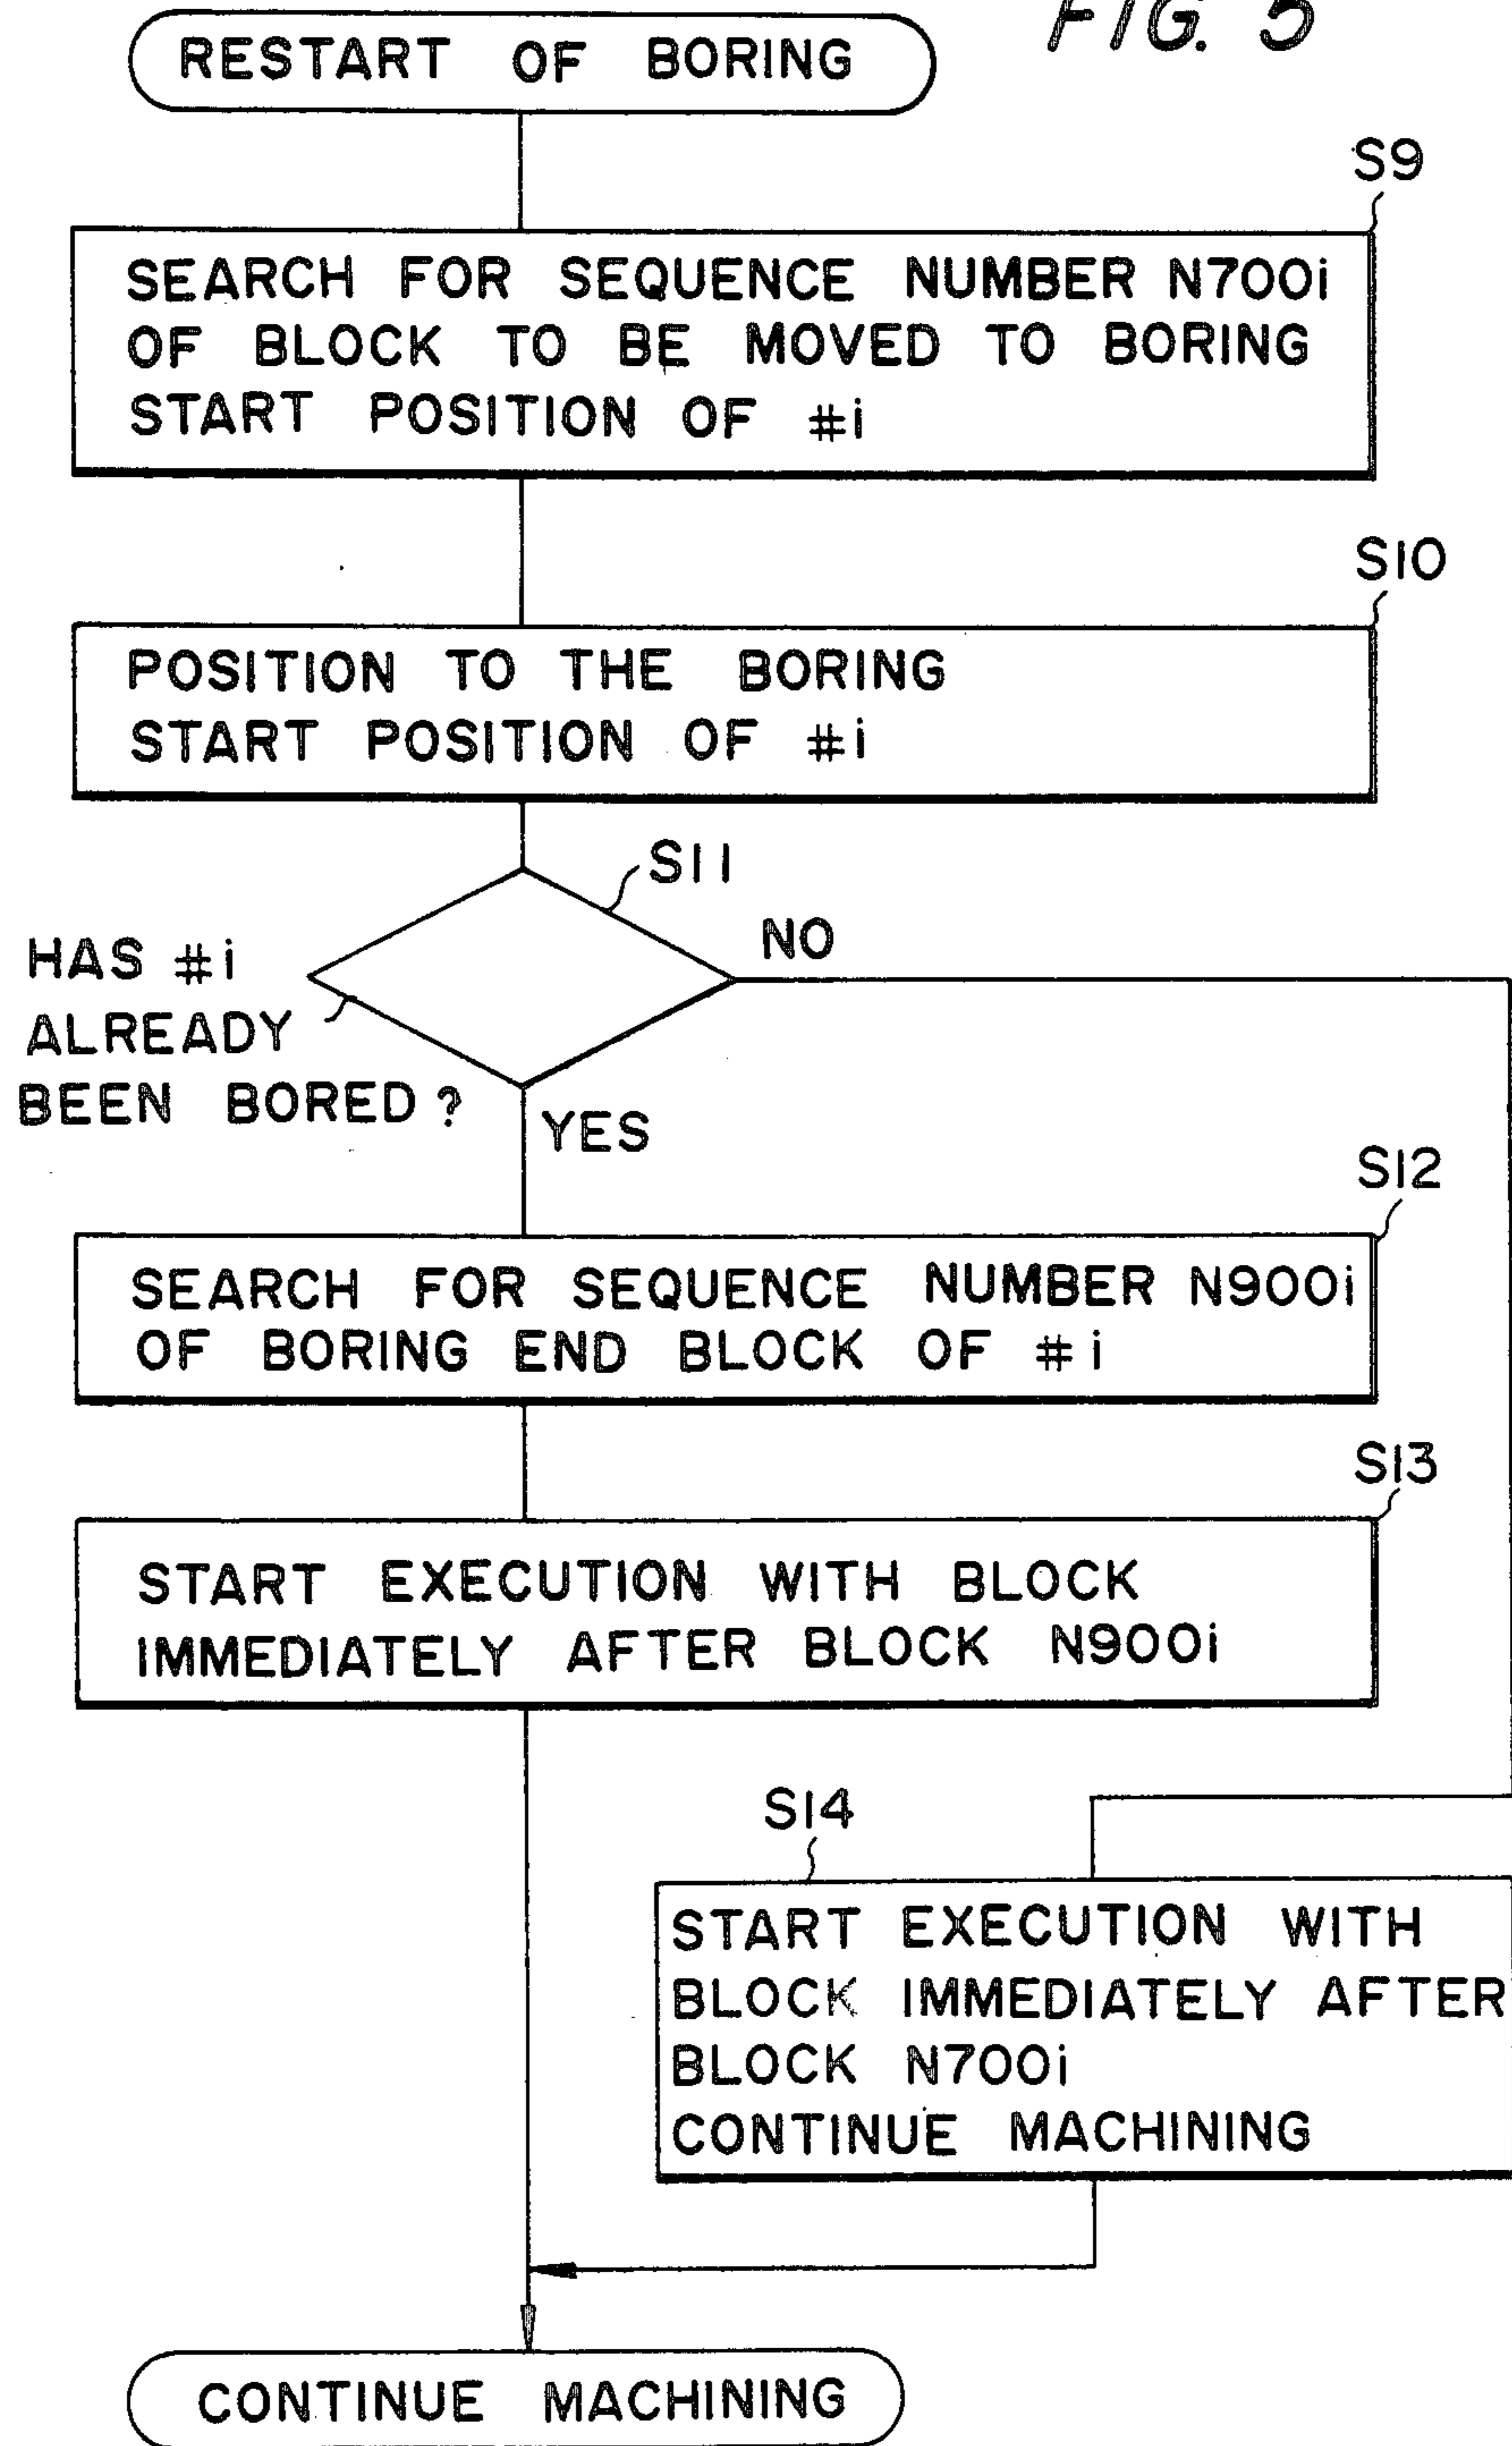 FIG. 5
RESTART OF BORING
S9
SEARCH FOR SEQUENCE NUMBER N700i
OF BLOCK TO BE MOVED TO BORING
START POSITION OF #i
S10
POSITION TO THE BORING
START POSITION OF #i
S11
HAS #i
ALREADY
BEEN BORED?
NO
YES
S12
SEARCH FOR SEQUENCE NUMBER N900i
OF BORING END BLOCK OF #i
S13
START EXECUTION WITH BLOCK
IMMEDIATELY AFTER BLOCK N900i
S14
START EXECUTION WITH
BLOCK IMMEDIATELY AFTER
BLOCK N700i
CONTINUE MACHINING
CONTINUE MACHINING